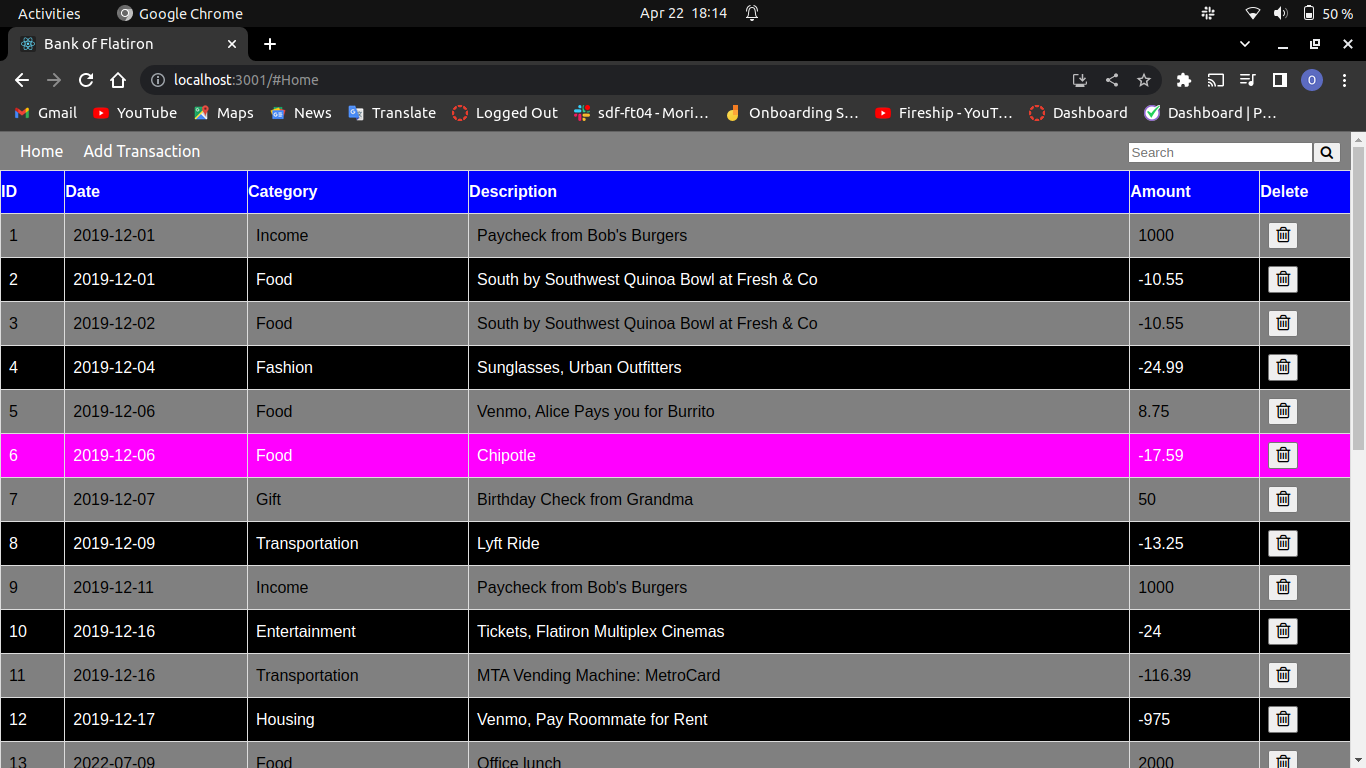 Activities Google Chrome Apr 22 18:14 50 %
Bank of Flatiron
localhost:3001/#Home O
Gmail YouTube Maps News Translate Logged Out sdf-ft04 - Mori… Onboarding S… Fireship - YouT… Dashboard Dashboard | P…
Home Add Transaction Search
ID Date Category Description Amount Delete
1 2019-12-01 Income Paycheck from Bob's Burgers 1000
2 2019-12-01 Food South by Southwest Quinoa Bowl at Fresh & Co -10.55
3 2019-12-02 Food South by Southwest Quinoa Bowl at Fresh & Co -10.55
4 2019-12-04 Fashion Sunglasses, Urban Outfitters -24.99
5 2019-12-06 Food Venmo, Alice Pays you for Burrito 8.75
6 2019-12-06 Food Chipotle -17.59
7 2019-12-07 Gift Birthday Check from Grandma 50
8 2019-12-09 Transportation Lyft Ride -13.25
9 2019-12-11 Income Paycheck from Bob's Burgers 1000
10 2019-12-16 Entertainment Tickets, Flatiron Multiplex Cinemas -24
11 2019-12-16 Transportation MTA Vending Machine: MetroCard -116.39
12 2019-12-17 Housing Venmo, Pay Roommate for Rent -975
13 2022-07-09 Food Office lunch 2000